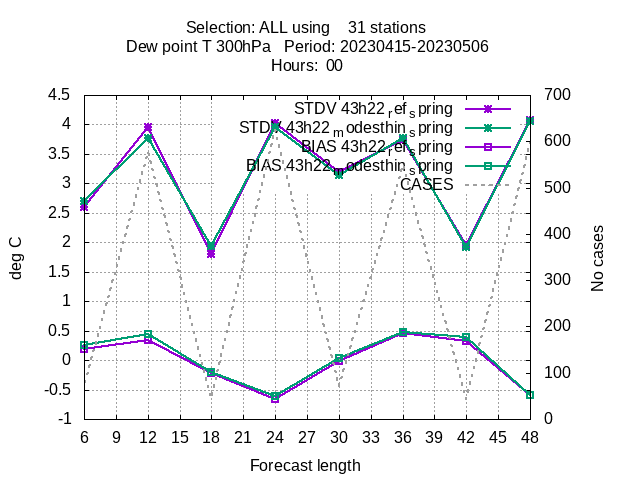 Selection: ALL using 31 stations
Dew point T 300hPa Period: 20230415-20230506
Hours: 00
4.5
4
3.5
3
2.5
2
1.5
1
0.5
0
-0.5
-1
deg C
STDV 43h22_ref_spring
STDV 43h22_modesthin_spring
BIAS 43h22_ref_spring
BIAS 43h22_modesthin_spring
CASES
700
600
500
400
300
200
100
0
No cases
6 9 12 15 18 21 24 27 30 33 36 39 42 45 48
Forecast length